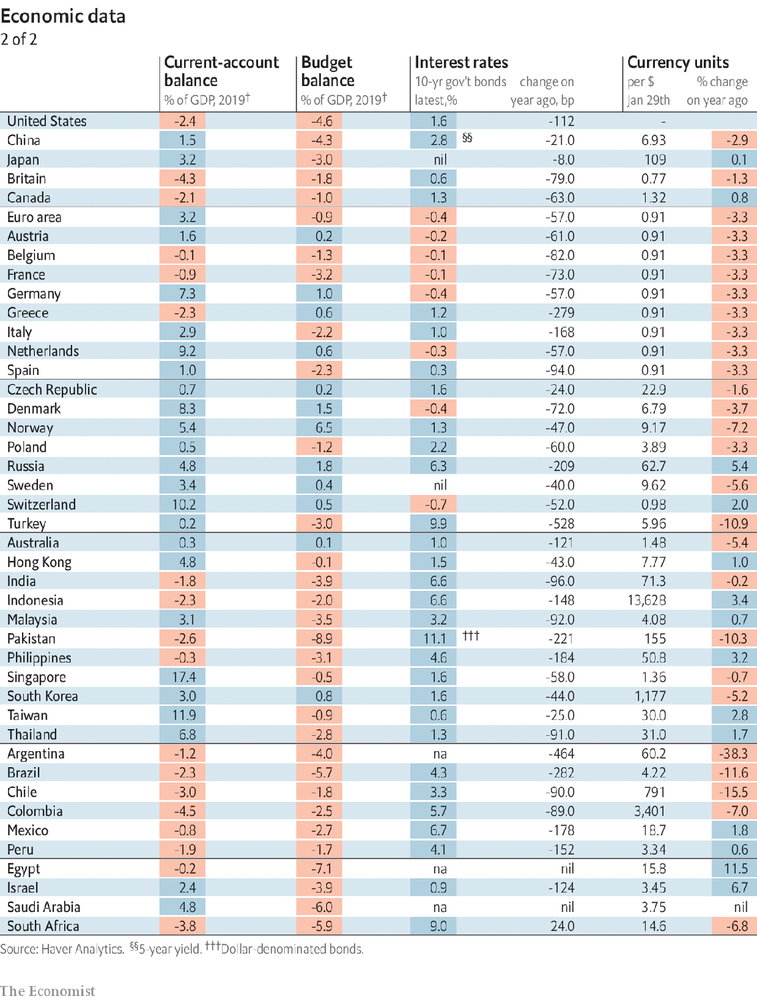 Economic data
2 of 2
Current-account balance % of GDP, 2019† Budget balance % of GDP, 2019† Interest rates 10-yr gov't bonds latest,% change on year ago, bp Currency units per $ Jan 29th % change on year ago
United States -2.4 -4.6 1.6 -112 -
China 1.5 -4.3 2.8 §§ -21.0 6.93 -2.9
Japan 3.2 -3.0 nil -8.0 109 0.1
Britain -4.3 -1.8 0.6 -79.0 0.77 -1.3
Canada -2.1 -1.0 1.3 -63.0 1.32 0.8
Euro area 3.2 -0.9 -0.4 -57.0 0.91 -3.3
Austria 1.6 0.2 -0.2 -61.0 0.91 -3.3
Belgium -0.1 -1.3 -0.1 -82.0 0.91 -3.3
France -0.9 -3.2 -0.1 -73.0 0.91 -3.3
Germany 7.3 1.0 -0.4 -57.0 0.91 -3.3
Greece -2.3 0.6 1.2 -279 0.91 -3.3
Italy 2.9 -2.2 1.0 -168 0.91 -3.3
Netherlands 9.2 0.6 -0.3 -57.0 0.91 -3.3
Spain 1.0 -2.3 0.3 -94.0 0.91 -3.3
Czech Republic 0.7 0.2 1.6 -24.0 22.9 -1.6
Denmark 8.3 1.5 -0.4 -72.0 6.79 -3.7
Norway 5.4 6.5 1.3 -47.0 9.17 -7.2
Poland 0.5 -1.2 2.2 -60.0 3.89 -3.3
Russia 4.8 1.8 6.3 -209 62.7 5.4
Sweden 3.4 0.4 nil -40.0 9.62 -5.6
Switzerland 10.2 0.5 -0.7 -52.0 0.98 2.0
Turkey 0.2 -3.0 9.9 -528 5.96 -10.9
Australia 0.3 0.1 1.0 -121 1.48 -5.4
Hong Kong 4.8 -0.1 1.5 -43.0 7.77 1.0
India -1.8 -3.9 6.6 -96.0 71.3 -0.2
Indonesia -2.3 -2.0 6.6 -148 13,628 3.4
Malaysia 3.1 -3.5 3.2 -92.0 4.08 0.7
Pakistan -2.6 -8.9 11.1 ††† -221 155 -10.3
Philippines -0.3 -3.1 4.6 -184 50.8 3.2
Singapore 17.4 -0.5 1.6 -58.0 1.36 -0.7
South Korea 3.0 0.8 1.6 -44.0 1,177 -5.2
Taiwan 11.9 -0.9 0.6 -25.0 30.0 2.8
Thailand 6.8 -2.8 1.3 -91.0 31.0 1.7
Argentina -1.2 -4.0 na -464 60.2 -38.3
Brazil -2.3 -5.7 4.3 -282 4.22 -11.6
Chile -3.0 -1.8 3.3 -90.0 791 -15.5
Colombia -4.5 -2.5 5.7 -89.0 3,401 -7.0
Mexico -0.8 -2.7 6.7 -178 18.7 1.8
Peru -1.9 -1.7 4.1 -152 3.34 0.6
Egypt -0.2 -7.1 na nil 15.8 11.5
Israel 2.4 -3.9 0.9 -124 3.45 6.7
Saudi Arabia 4.8 -6.0 na nil 3.75 nil
South Africa -3.8 -5.9 9.0 24.0 14.6 -6.8
Source: Haver Analytics. §§5-year yield. †††Dollar-denominated bonds.
The Economist